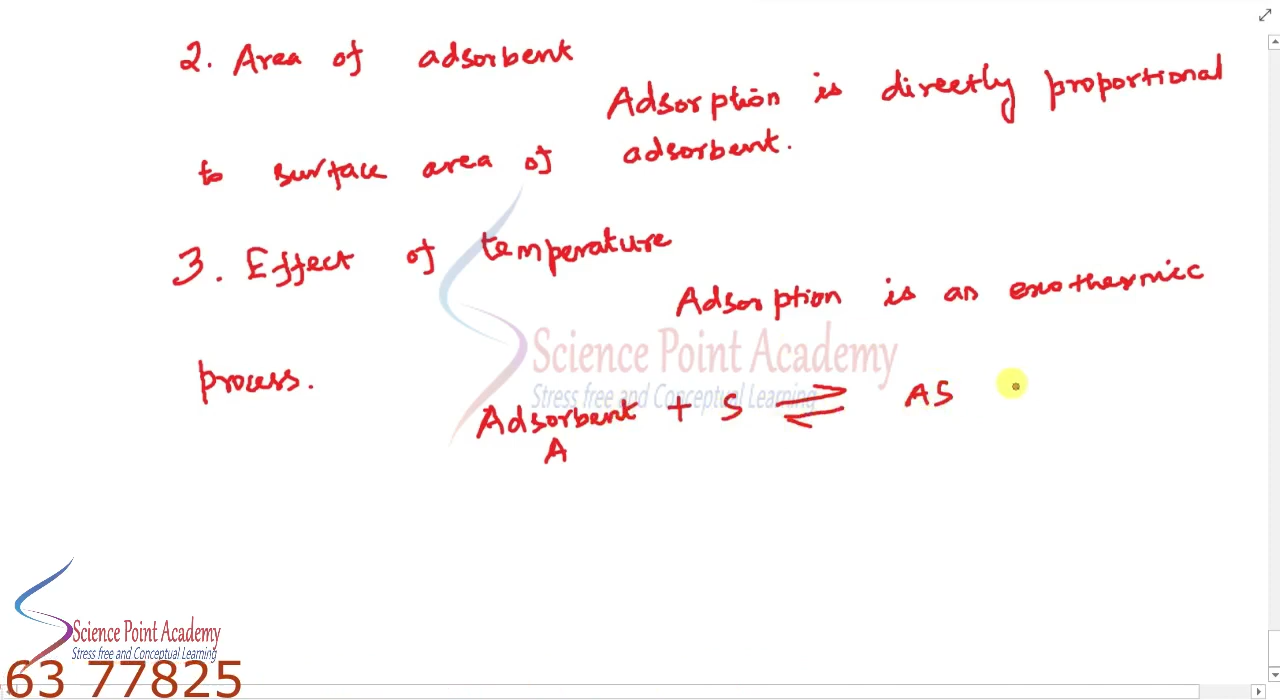 2. Area of adsorbent
Adsorption is directly proportional
to surface area of adsorbent.
3. Effect of temperature
Adsorption is an exothermic
process.
Science Point Academy
Stress free and Conceptual Learning
Adsorbent + S ⇌ AS
A
Science Point Academy
Stress free and Conceptual Learning
63 77825